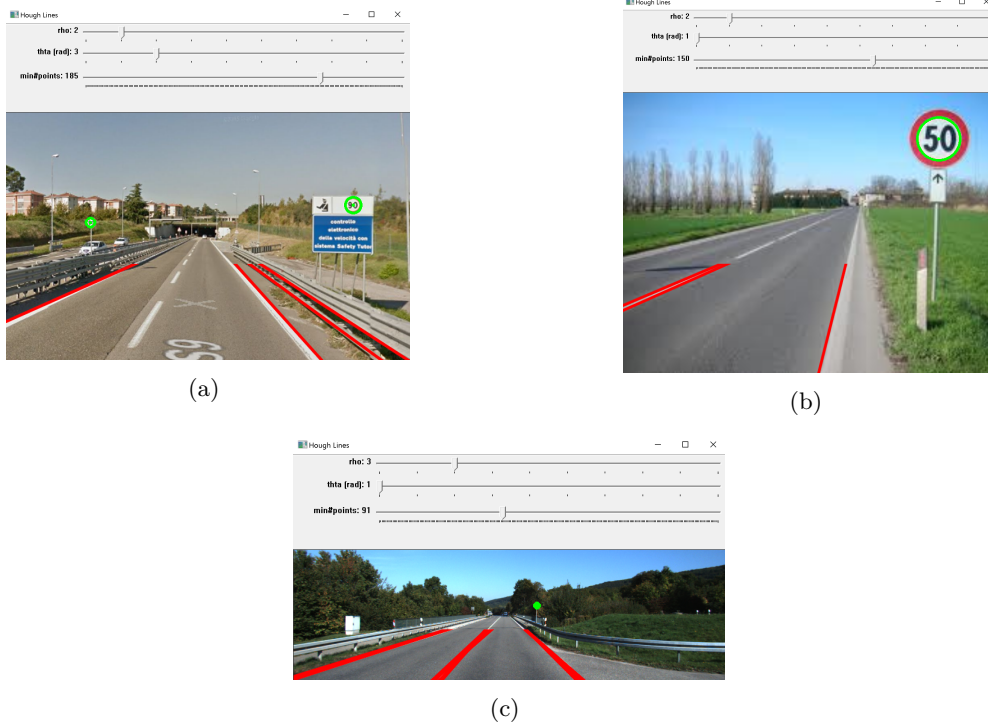 Hough Lines
rho: 2
thta (rad): 3
min#points: 185
90
controllo
elettronico
della velocità con
sistema Safety Tutor
(a)
Hough Lines
rho: 2
thta (rad): 1
min#points: 150
50
(b)
Hough Lines
rho: 3
thta (rad): 1
min#points: 91
(c)